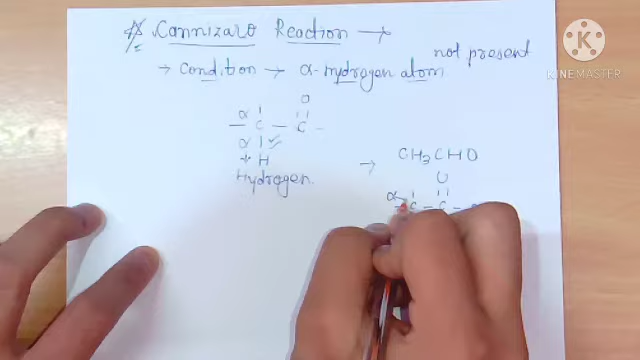 Cannizaro Reaction →
not present
→ Condition → α-hydrogen atom
O
α |      ||
— C — C —
α |
→ H
Hydrogen.
→ CH3CHO
O
α |      ||
— C — C —
KINEMASTER